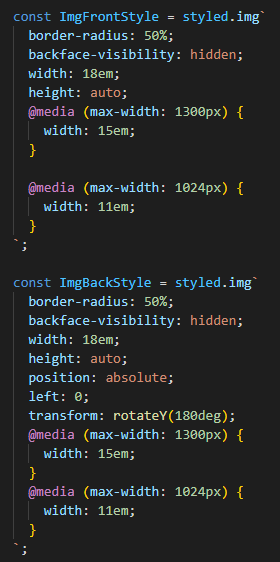 const ImgFrontStyle = styled.img`
  border-radius: 50%;
  backface-visibility: hidden;
  width: 18em;
  height: auto;
  @media (max-width: 1300px) {
    width: 15em;
  }

  @media (max-width: 1024px) {
    width: 11em;
  }
`;

const ImgBackStyle = styled.img`
  border-radius: 50%;
  backface-visibility: hidden;
  width: 18em;
  height: auto;
  position: absolute;
  left: 0;
  transform: rotateY(180deg);
  @media (max-width: 1300px) {
    width: 15em;
  }
  @media (max-width: 1024px) {
    width: 11em;
  }
`;